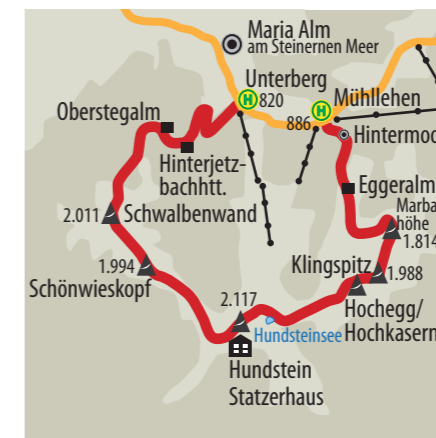 Maria Alm
am Steinernen Meer
Unterberg
H 820
Mühllehen
H
886
Oberstegalm
Hintermoo
Hinterjetz-
bachhtt.
Eggeralm
Marba
höhe
1.814
2.011 Schwalbenwand
1.994
Klingspitz
1.988
Schönwieskopf
2.117
Hochegg/
Hundsteinsee Hochkasern
Hundstein
Statzerhaus